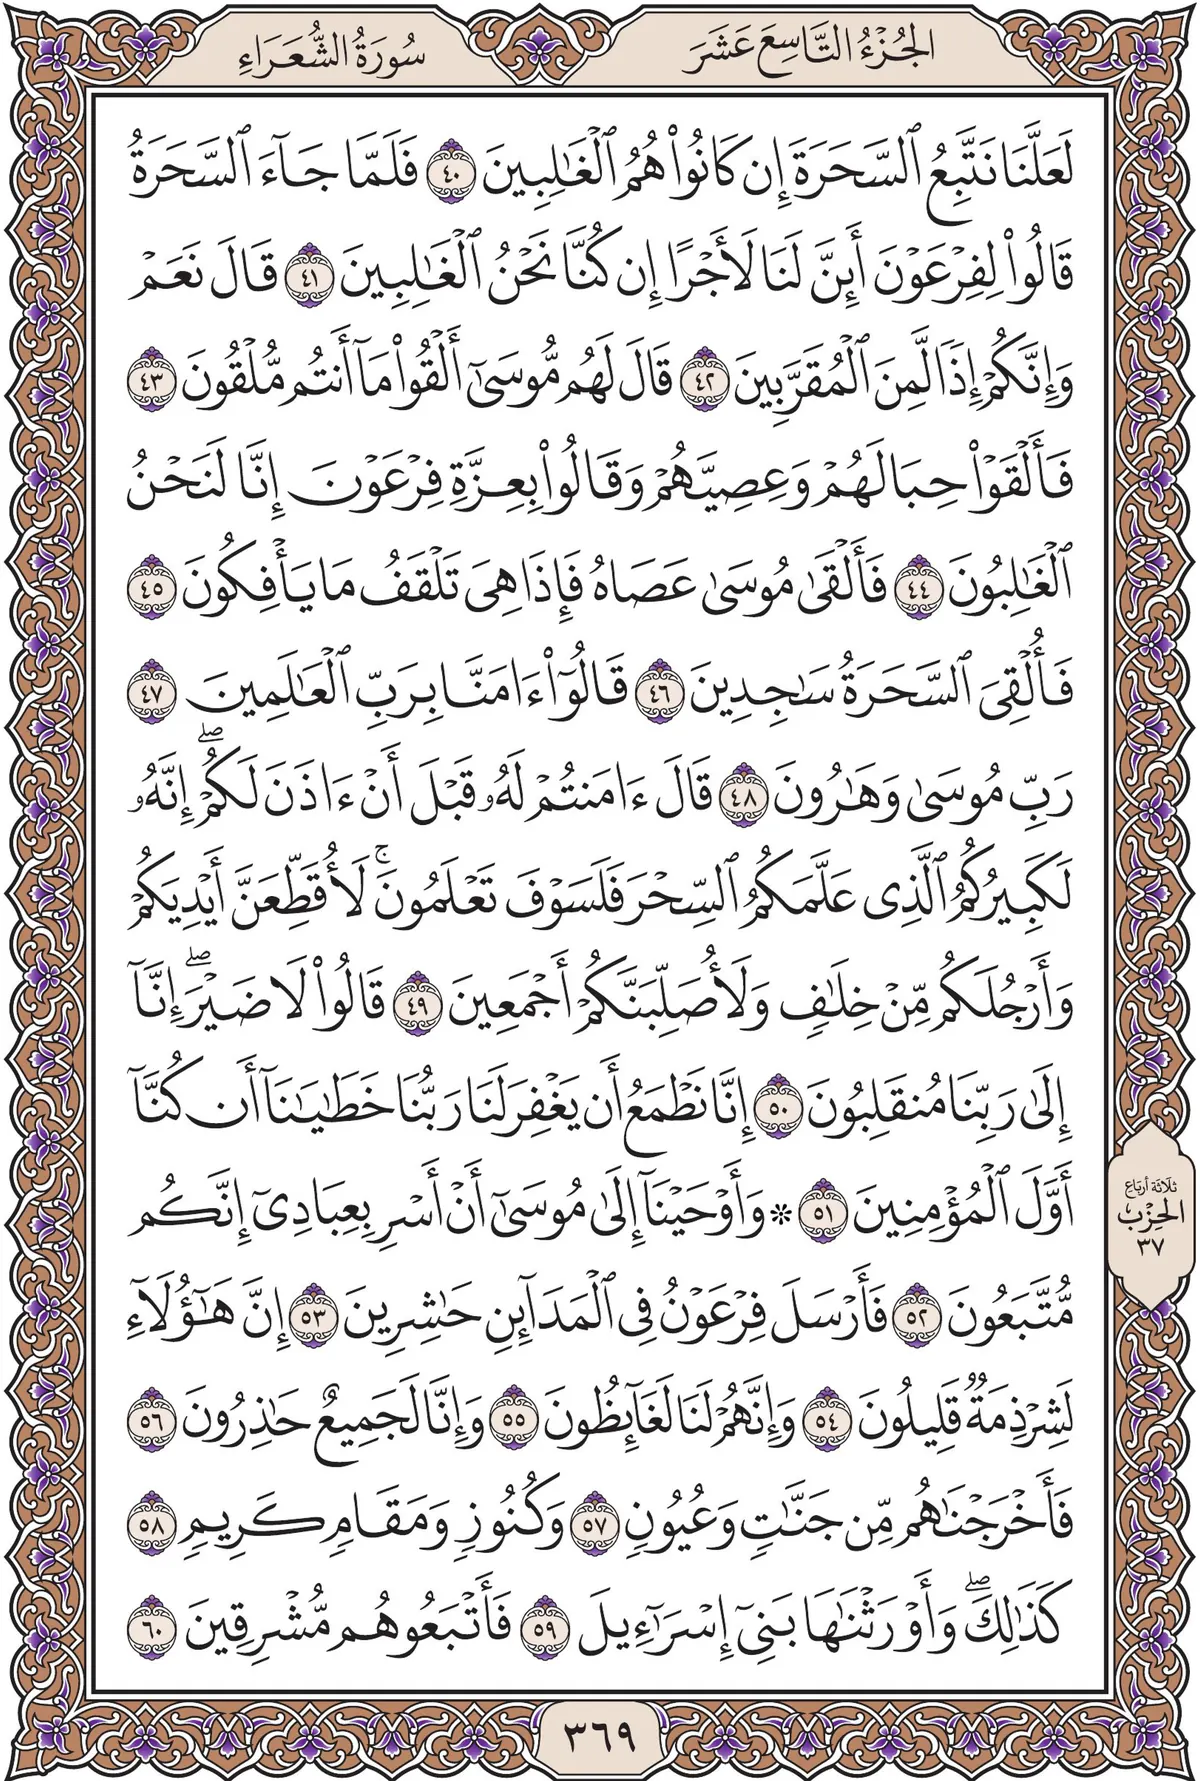 الجُزْءُ التَّاسِعَ عَشَرَ
سُورَةُ الشُّعَرَاءِ
لَعَلَّنَا نَتَّبِعُ ٱلسَّحَرَةَ إِن كَانُوا۟ هُمُ ٱلْغَـٰلِبِينَ ٤٠ فَلَمَّا جَآءَ ٱلسَّحَرَةُ
قَالُوا۟ لِفِرْعَوْنَ أَئِنَّ لَنَا لَأَجْرًا إِن كُنَّا نَحْنُ ٱلْغَـٰلِبِينَ ٤١ قَالَ نَعَمْ
وَإِنَّكُمْ إِذًا لَّمِنَ ٱلْمُقَرَّبِينَ ٤٢ قَالَ لَهُم مُّوسَىٰٓ أَلْقُوا۟ مَآ أَنتُم مُّلْقُونَ ٤٣
فَأَلْقَوْا۟ حِبَالَهُمْ وَعِصِيَّهُمْ وَقَالُوا۟ بِعِزَّةِ فِرْعَوْنَ إِنَّا لَنَحْنُ
ٱلْغَـٰلِبُونَ ٤٤ فَأَلْقَىٰ مُوسَىٰ عَصَاهُ فَإِذَا هِىَ تَلْقَفُ مَا يَأْفِكُونَ ٤٥
فَأُلْقِىَ ٱلسَّحَرَةُ سَـٰجِدِينَ ٤٦ قَالُوٓا۟ ءَامَنَّا بِرَبِّ ٱلْعَـٰلَمِينَ ٤٧
رَبِّ مُوسَىٰ وَهَـٰرُونَ ٤٨ قَالَ ءَامَنتُمْ لَهُۥ قَبْلَ أَنْ ءَاذَنَ لَكُمْ ۖ إِنَّهُۥ
لَكَبِيرُكُمُ ٱلَّذِى عَلَّمَكُمُ ٱلسِّحْرَ فَلَسَوْفَ تَعْلَمُونَ ۚ لَأُقَطِّعَنَّ أَيْدِيَكُمْ
وَأَرْجُلَكُم مِّنْ خِلَـٰفٍ وَلَأُصَلِّبَنَّكُمْ أَجْمَعِينَ ٤٩ قَالُوا۟ لَا ضَيْرَ ۖ إِنَّآ
إِلَىٰ رَبِّنَا مُنقَلِبُونَ ٥٠ إِنَّا نَطْمَعُ أَن يَغْفِرَ لَنَا رَبُّنَا خَطَـٰيَـٰنَآ أَن كُنَّآ
أَوَّلَ ٱلْمُؤْمِنِينَ ٥١ ۞ وَأَوْحَيْنَآ إِلَىٰ مُوسَىٰٓ أَنْ أَسْرِ بِعِبَادِىٓ إِنَّكُم
ثلاثة أرباع
الحِزْب
٣٧
مُّتَّبَعُونَ ٥٢ فَأَرْسَلَ فِرْعَوْنُ فِى ٱلْمَدَآئِنِ حَـٰشِرِينَ ٥٣ إِنَّ هَـٰٓؤُلَآءِ
لَشِرْذِمَةٌ قَلِيلُونَ ٥٤ وَإِنَّهُمْ لَنَا لَغَآئِظُونَ ٥٥ وَإِنَّا لَجَمِيعٌ حَـٰذِرُونَ ٥٦
فَأَخْرَجْنَـٰهُم مِّن جَنَّـٰتٍ وَعُيُونٍ ٥٧ وَكُنُوزٍ وَمَقَامٍ كَرِيمٍ ٥٨
كَذَٰلِكَ ۖ وَأَوْرَثْنَـٰهَا بَنِىٓ إِسْرَٰٓءِيلَ ٥٩ فَأَتْبَعُوهُم مُّشْرِقِينَ ٦٠
٣٦٩